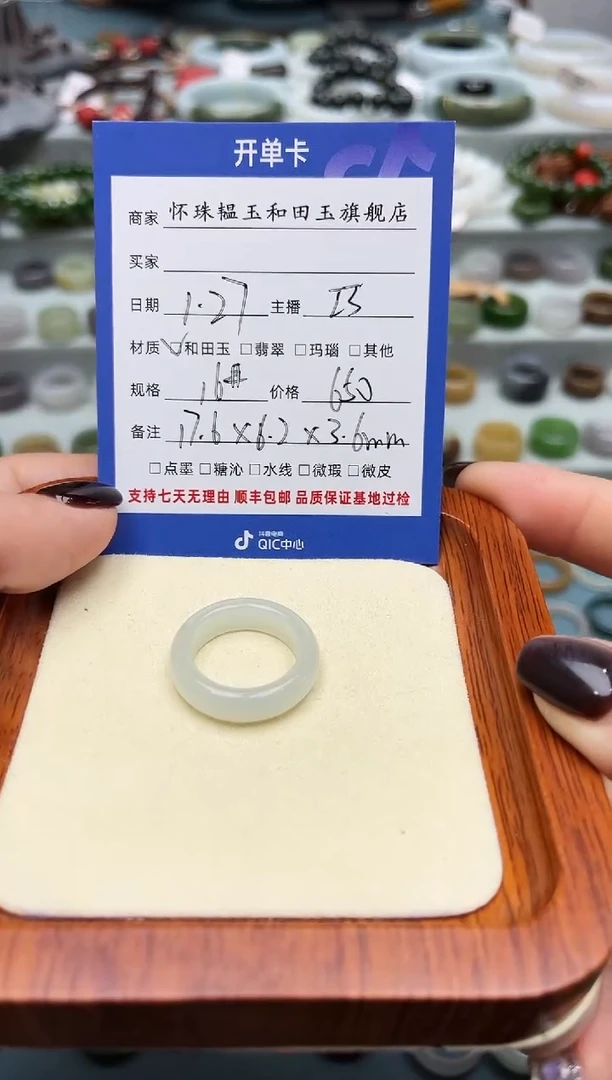 开单卡
商家 怀珠韫玉和田玉旗舰店
买家
日期 1.27 主播
材质 ☑和田玉 □翡翠 □玛瑙 □其他
规格 16# 价格 650
备注 17.6×6.2×3.6mm
□点墨 □糖沁 □水线 □微瑕 □微皮
支持七天无理由 顺丰包邮 品质保证基地过检
抖音电商
QIC中心